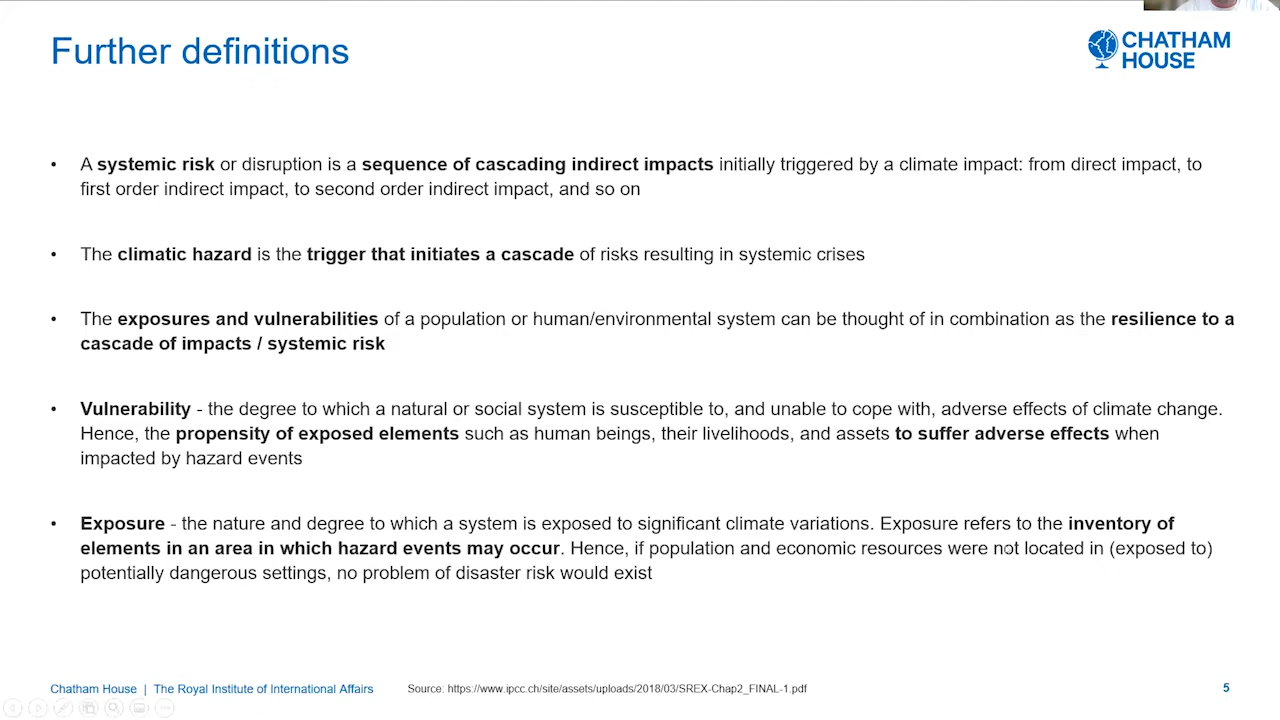 Further definitions
CHATHAM
HOUSE
• A systemic risk or disruption is a sequence of cascading indirect impacts initially triggered by a climate impact: from direct impact, to
first order indirect impact, to second order indirect impact, and so on
• The climatic hazard is the trigger that initiates a cascade of risks resulting in systemic crises
• The exposures and vulnerabilities of a population or human/environmental system can be thought of in combination as the resilience to a
cascade of impacts / systemic risk
• Vulnerability - the degree to which a natural or social system is susceptible to, and unable to cope with, adverse effects of climate change.
Hence, the propensity of exposed elements such as human beings, their livelihoods, and assets to suffer adverse effects when
impacted by hazard events
• Exposure - the nature and degree to which a system is exposed to significant climate variations. Exposure refers to the inventory of
elements in an area in which hazard events may occur. Hence, if population and economic resources were not located in (exposed to)
potentially dangerous settings, no problem of disaster risk would exist
Chatham House | The Royal Institute of International Affairs
Source: https://www.ipcc.ch/site/assets/uploads/2018/03/SREX-Chap2_FINAL-1.pdf
5